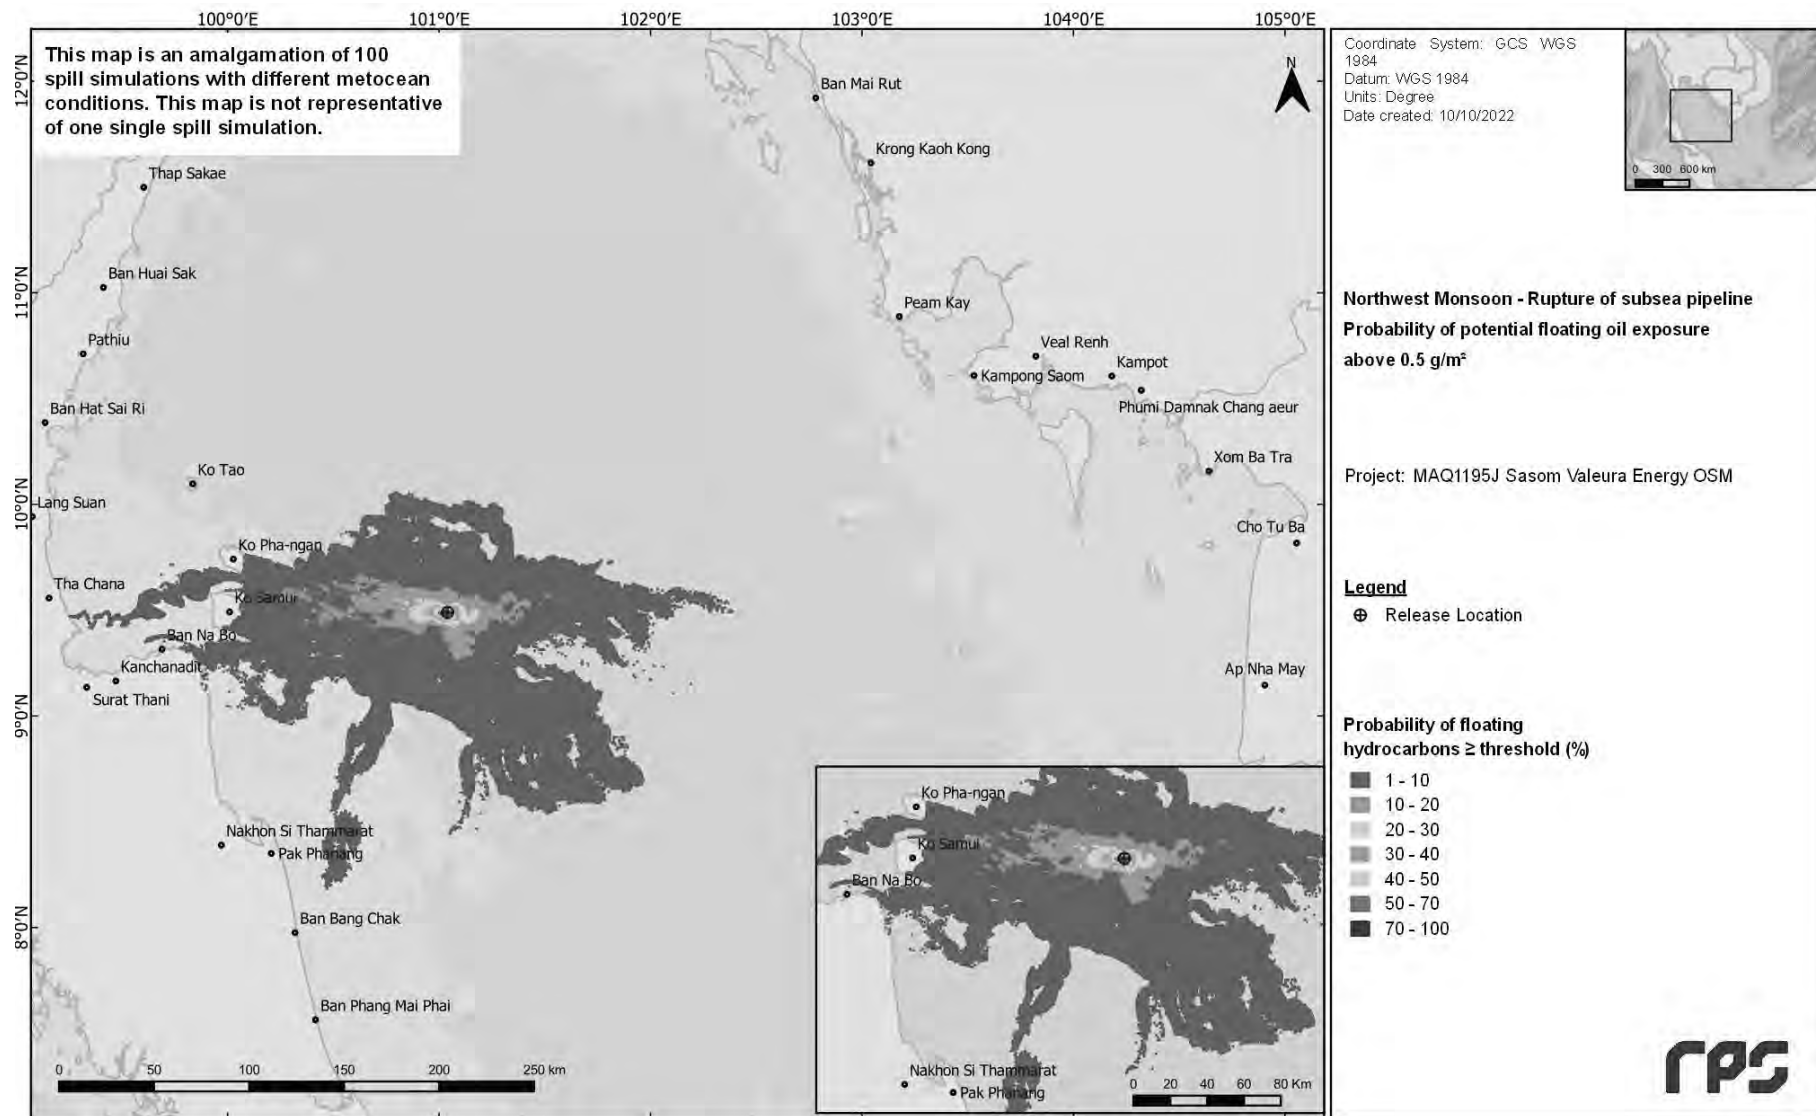 100°0'E 101°0'E 102°0'E 103°0'E 104°0'E 105°0'E
12°0'N
11°0'N
10°0'N
9°0'N
8°0'N
This map is an amalgamation of 100
spill simulations with different metocean
conditions. This map is not representative
of one single spill simulation.
N
Ban Mai Rut
Krong Kaoh Kong
Thap Sakae
Ban Huai Sak
Peam Kay
Pathiu
Veal Renh
Kampot
Kampong Saom
Ban Hat Sai Ri
Phumi Damnak Chang aeur
Xom Ba Tra
Ko Tao
Lang Suan
Cho Tu Ba
Ko Pha-ngan
Tha Chana
Ko Samui
Ban Na Bo
Kanchanadit
Ap Nha May
Surat Thani
Nakhon Si Thammarat
Pak Phanang
Ban Bang Chak
Ban Phang Mai Phai
0 50 100 150 200 250 km
Ko Pha-ngan
Ko Samui
Ban Na Bo
Nakhon Si Thammarat
Pak Phanang
0 20 40 60 80 Km
Coordinate System: GCS WGS
1984
Datum: WGS 1984
Units: Degree
Date created: 10/10/2022
0 300 600 km
Northwest Monsoon - Rupture of subsea pipeline
Probability of potential floating oil exposure
above 0.5 g/m²
Project: MAQ1195J Sasom Valeura Energy OSM
Legend
Release Location
Probability of floating
hydrocarbons ≥ threshold (%)
1 - 10
10 - 20
20 - 30
30 - 40
40 - 50
50 - 70
70 - 100
rps